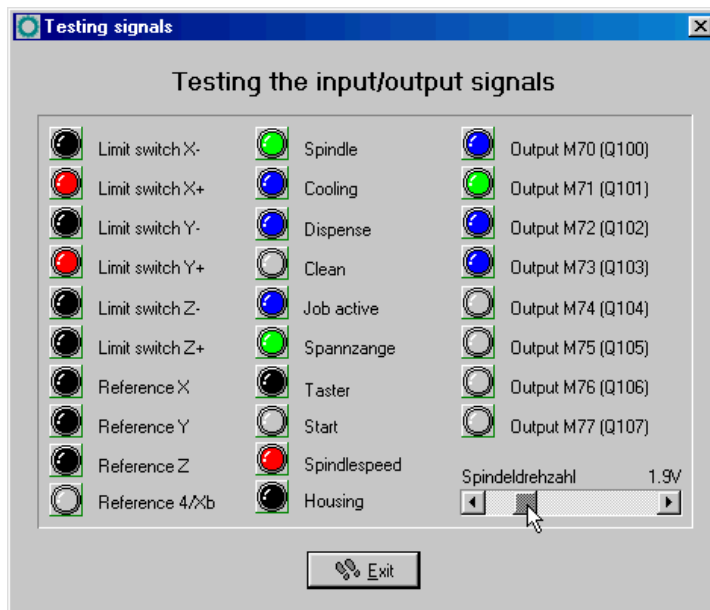 Testing signals
Testing the input/output signals
Limit switch X-
Limit switch X+
Limit switch Y-
Limit switch Y+
Limit switch Z-
Limit switch Z+
Reference X
Reference Y
Reference Z
Reference 4/Xb
Spindle
Cooling
Dispense
Clean
Job active
Spannzange
Taster
Start
Spindlespeed
Housing
Output M70 (Q100)
Output M71 (Q101)
Output M72 (Q102)
Output M73 (Q103)
Output M74 (Q104)
Output M75 (Q105)
Output M76 (Q106)
Output M77 (Q107)
Spindeldrehzahl 1.9V
Exit